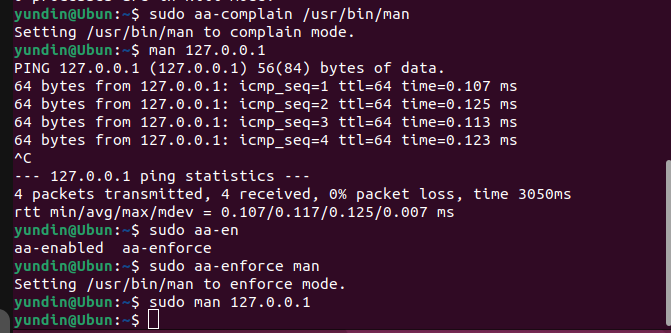 yundin@Ubun:~$ sudo aa-complain /usr/bin/man
Setting /usr/bin/man to complain mode.
yundin@Ubun:~$ man 127.0.0.1
PING 127.0.0.1 (127.0.0.1) 56(84) bytes of data.
64 bytes from 127.0.0.1: icmp_seq=1 ttl=64 time=0.107 ms
64 bytes from 127.0.0.1: icmp_seq=2 ttl=64 time=0.125 ms
64 bytes from 127.0.0.1: icmp_seq=3 ttl=64 time=0.113 ms
64 bytes from 127.0.0.1: icmp_seq=4 ttl=64 time=0.123 ms
^C
--- 127.0.0.1 ping statistics ---
4 packets transmitted, 4 received, 0% packet loss, time 3050ms
rtt min/avg/max/mdev = 0.107/0.117/0.125/0.007 ms
yundin@Ubun:~$ sudo aa-en
aa-enabled  aa-enforce
yundin@Ubun:~$ sudo aa-enforce man
Setting /usr/bin/man to enforce mode.
yundin@Ubun:~$ sudo man 127.0.0.1
yundin@Ubun:~$